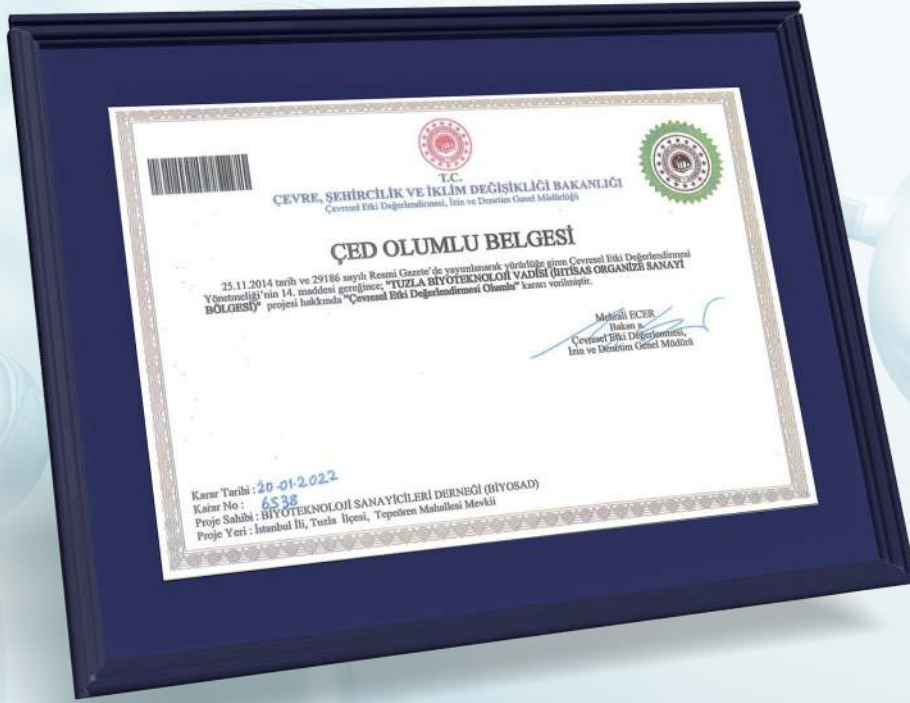 T.C.
ÇEVRE, ŞEHİRCİLİK VE İKLİM DEĞİŞİKLİĞİ BAKANLIĞI
Çevresel Etki Değerlendirmesi, İzin ve Denetim Genel Müdürlüğü
ÇED OLUMLU BELGESİ
25.11.2014 tarih ve 29186 sayılı Resmi Gazete'de yayımlanarak yürürlüğe giren Çevresel Etki Değerlendirmesi
Yönetmeliği'nin 14. maddesi gereğince; "TUZLA BİYOTEKNOLOJİ VADİSİ (İHTİSAS ORGANİZE SANAYİ
BÖLGESİ)" projesi hakkında "Çevresel Etki Değerlendirmesi Olumlu" kararı verilmiştir.
Mehrali ECER
Bakan a.
Çevresel Etki Değerlendirmesi,
İzin ve Denetim Genel Müdürü
Karar Tarihi : 20-01-2022
Karar No : 6538
Proje Sahibi : BİYOTEKNOLOJİ SANAYİCİLERİ DERNEĞİ (BİYOSAD)
Proje Yeri : İstanbul İli, Tuzla İlçesi, Tepeören Mahallesi Mevkii